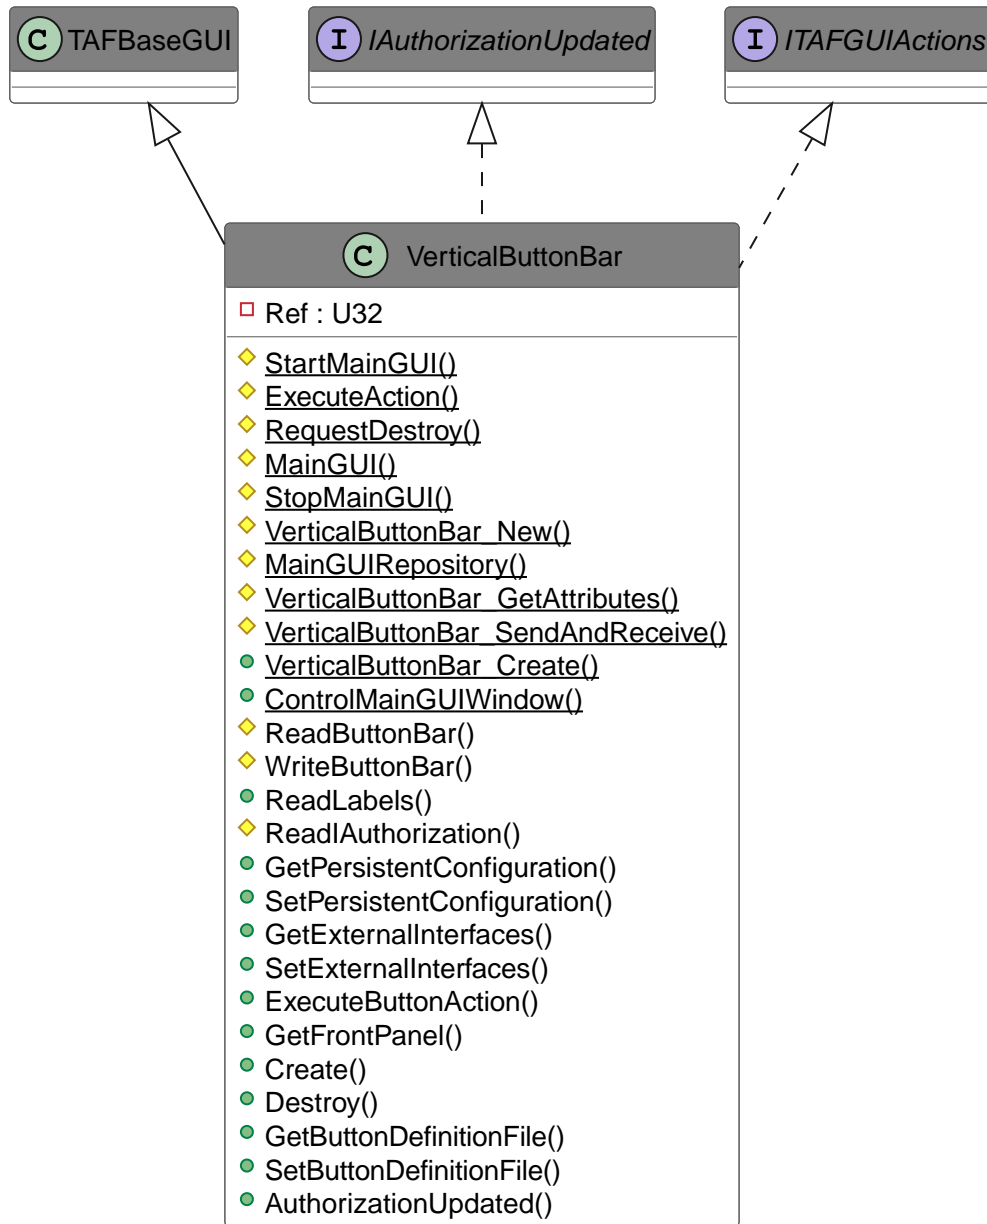 C TAFBaseGUI
I IAuthorizationUpdated
I ITAFGUIActions
C VerticalButtonBar
Ref : U32
StartMainGUI()
ExecuteAction()
RequestDestroy()
MainGUI()
StopMainGUI()
VerticalButtonBar_New()
MainGUIRepository()
VerticalButtonBar_GetAttributes()
VerticalButtonBar_SendAndReceive()
VerticalButtonBar_Create()
ControlMainGUIWindow()
ReadButtonBar()
WriteButtonBar()
ReadLabels()
ReadIAuthorization()
GetPersistentConfiguration()
SetPersistentConfiguration()
GetExternalInterfaces()
SetExternalInterfaces()
ExecuteButtonAction()
GetFrontPanel()
Create()
Destroy()
GetButtonDefinitionFile()
SetButtonDefinitionFile()
AuthorizationUpdated()